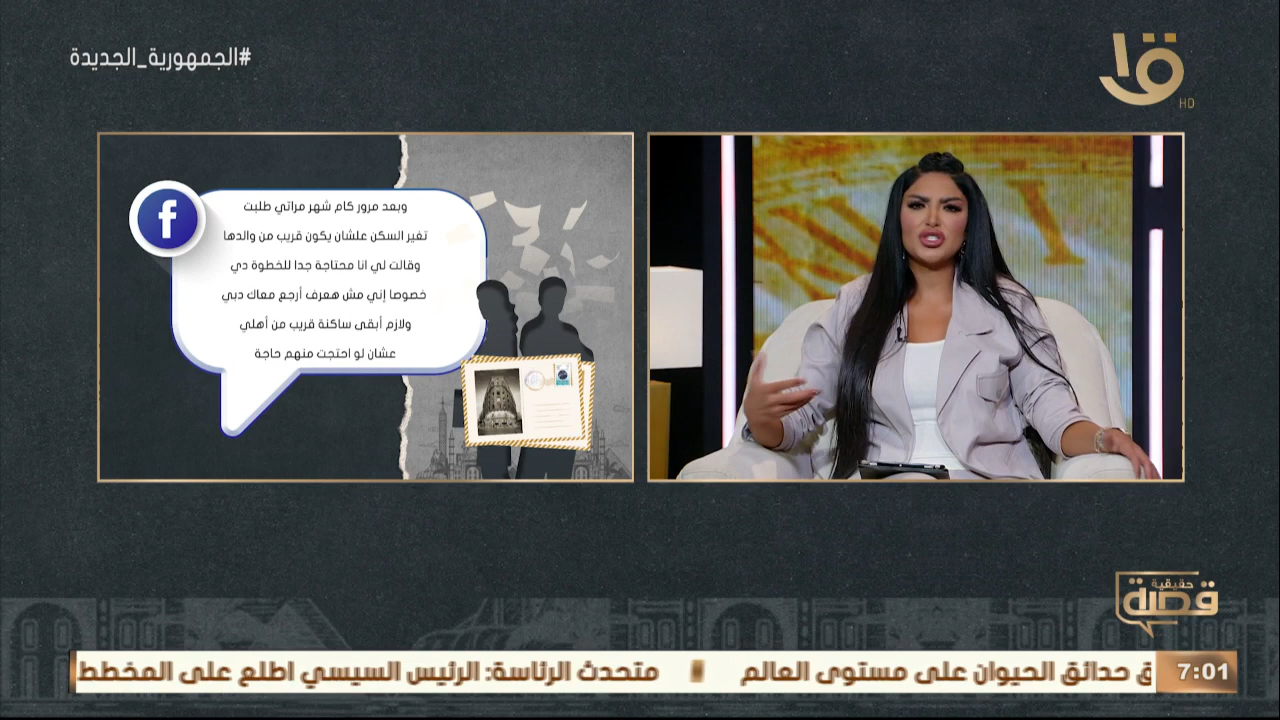 #الجمهورية_الجديدة
HD
وبعد مرور كام شهر مراتي طلبت
تغير السكن علشان يكون قريب من والدها
وقالت لي انا محتاجة جدا للخطوة دي
خصوصا إني مش هعرف أرجع معاك دبي
ولازم أبقى ساكنة قريب من أهلي
عشان لو احتجت منهم حاجة
قصة حقيقية
7:01
ق حدائق الحيوان على مستوى العالم
متحدث الرئاسة: الرئيس السيسي اطلع على المخطط